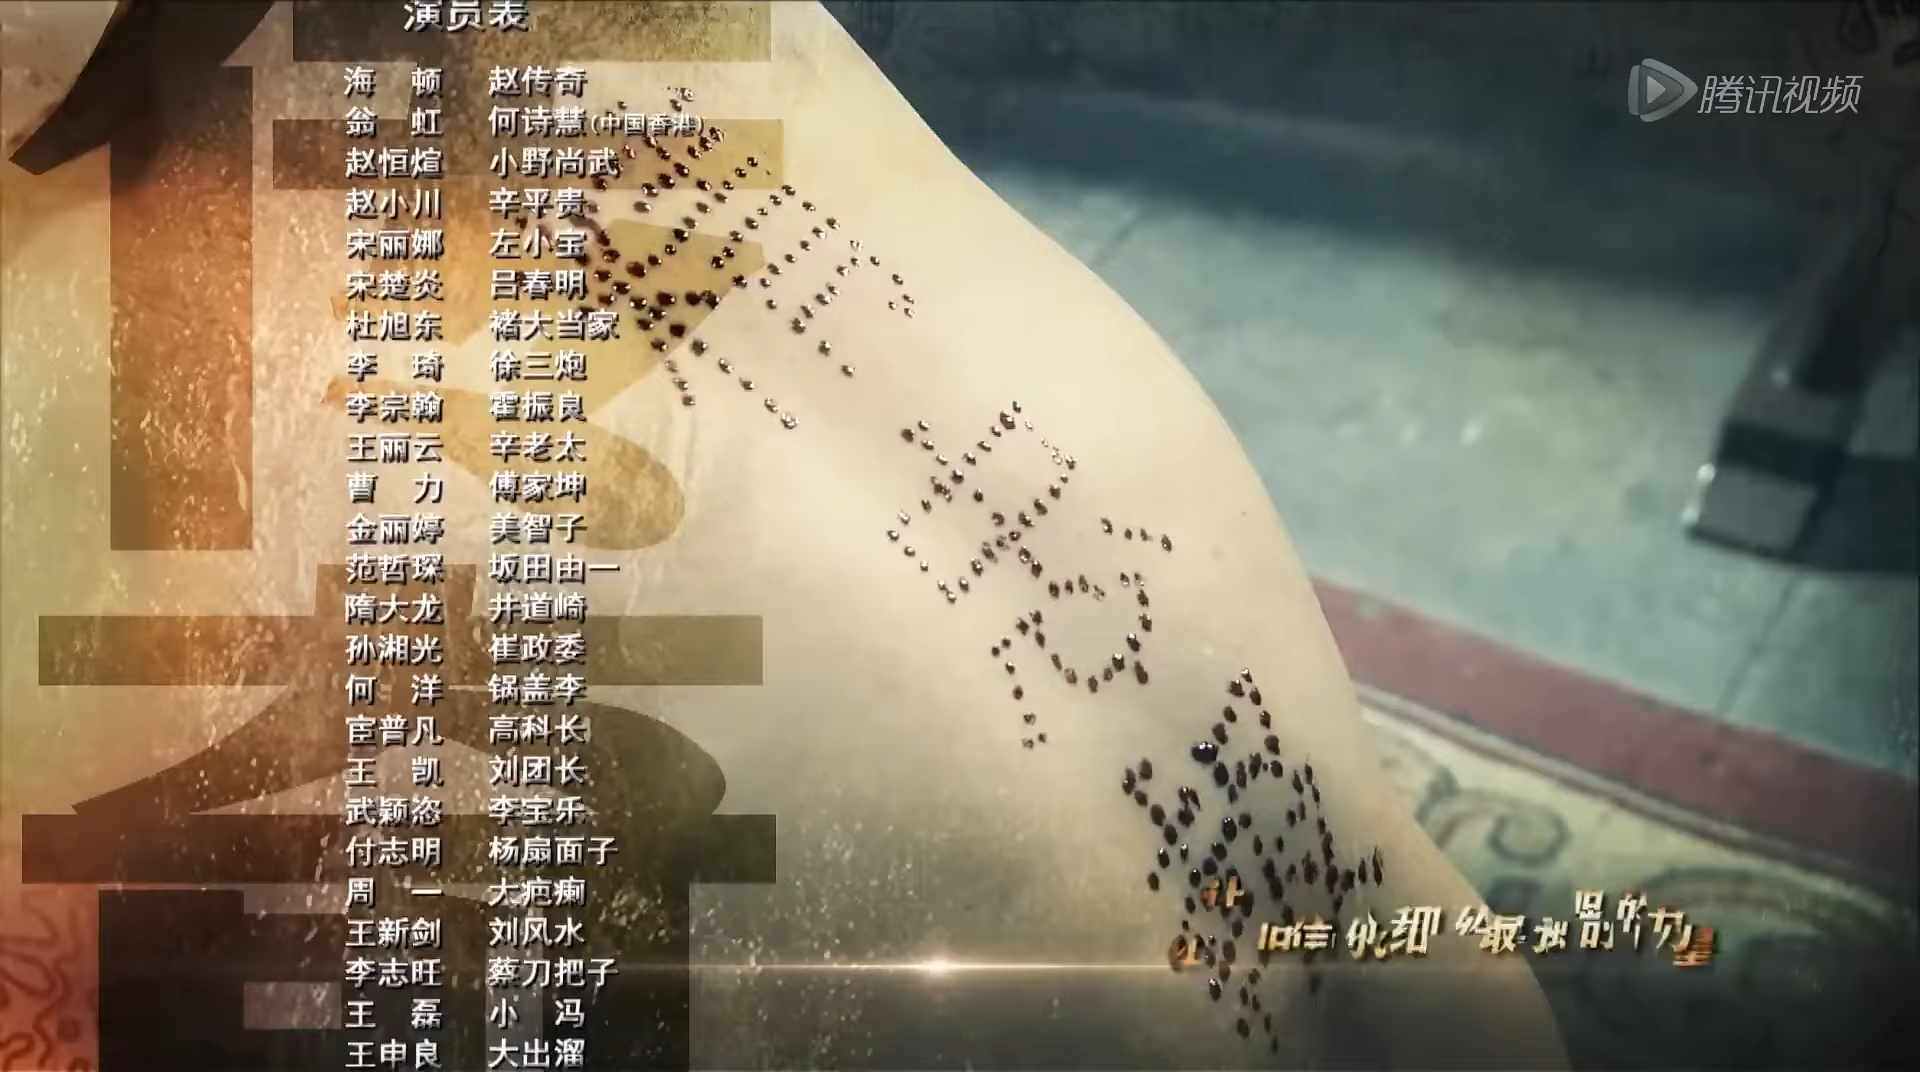 演员表
海 顿 赵传奇
翁 虹 何诗慧(中国香港)
赵恒煊 小野尚武
赵小川 辛平贵
宋丽娜 左小宝
宋楚炎 吕春明
杜旭东 褚大当家
李 琦 徐三炮
李宗翰 霍振良
王丽云 辛老太
曹 力 傅家坤
金丽婷 美智子
范哲琛 坂田由一
隋大龙 井道崎
孙湘光 崔政委
何 洋 锅盖李
宦普凡 高科长
王 凯 刘团长
武颖恣 李宝乐
付志明 杨扇面子
周 一 大疤瘌
王新剑 刘风水
李志旺 蔡刀把子
王 磊 小 冯
王申良 大出溜
腾讯视频